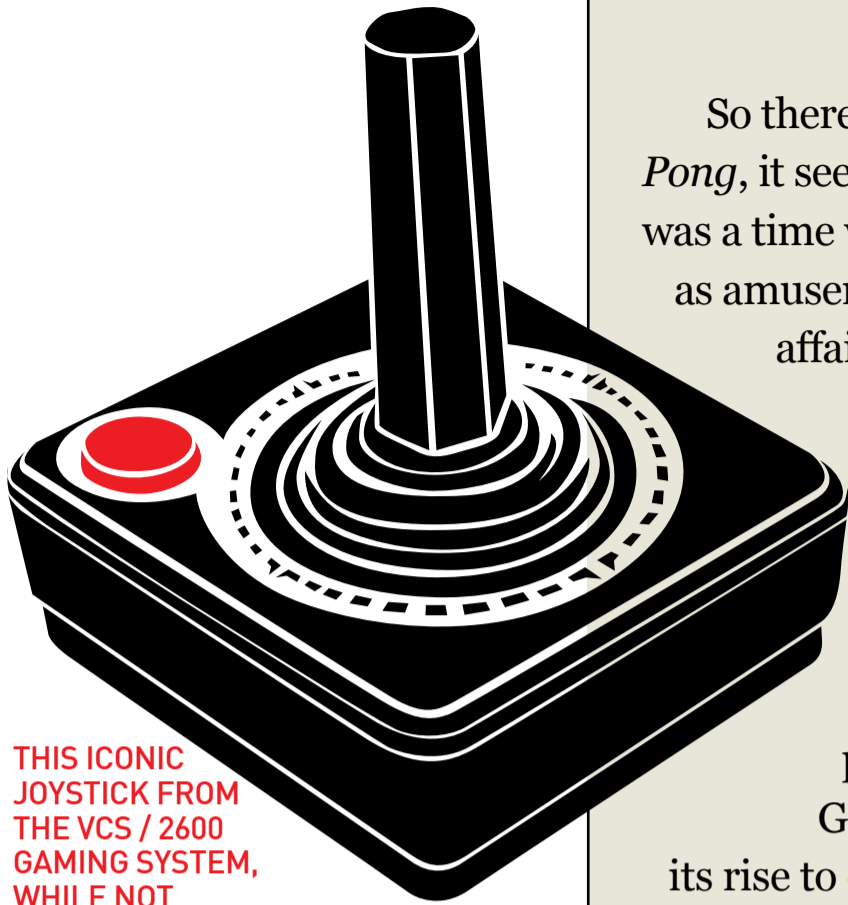 So there
Pong, it see
was a time
as amuser
affai
G
its rise to
THIS ICONIC
JOYSTICK FROM
THE VCS / 2600
GAMING SYSTEM,
WHILE NOT